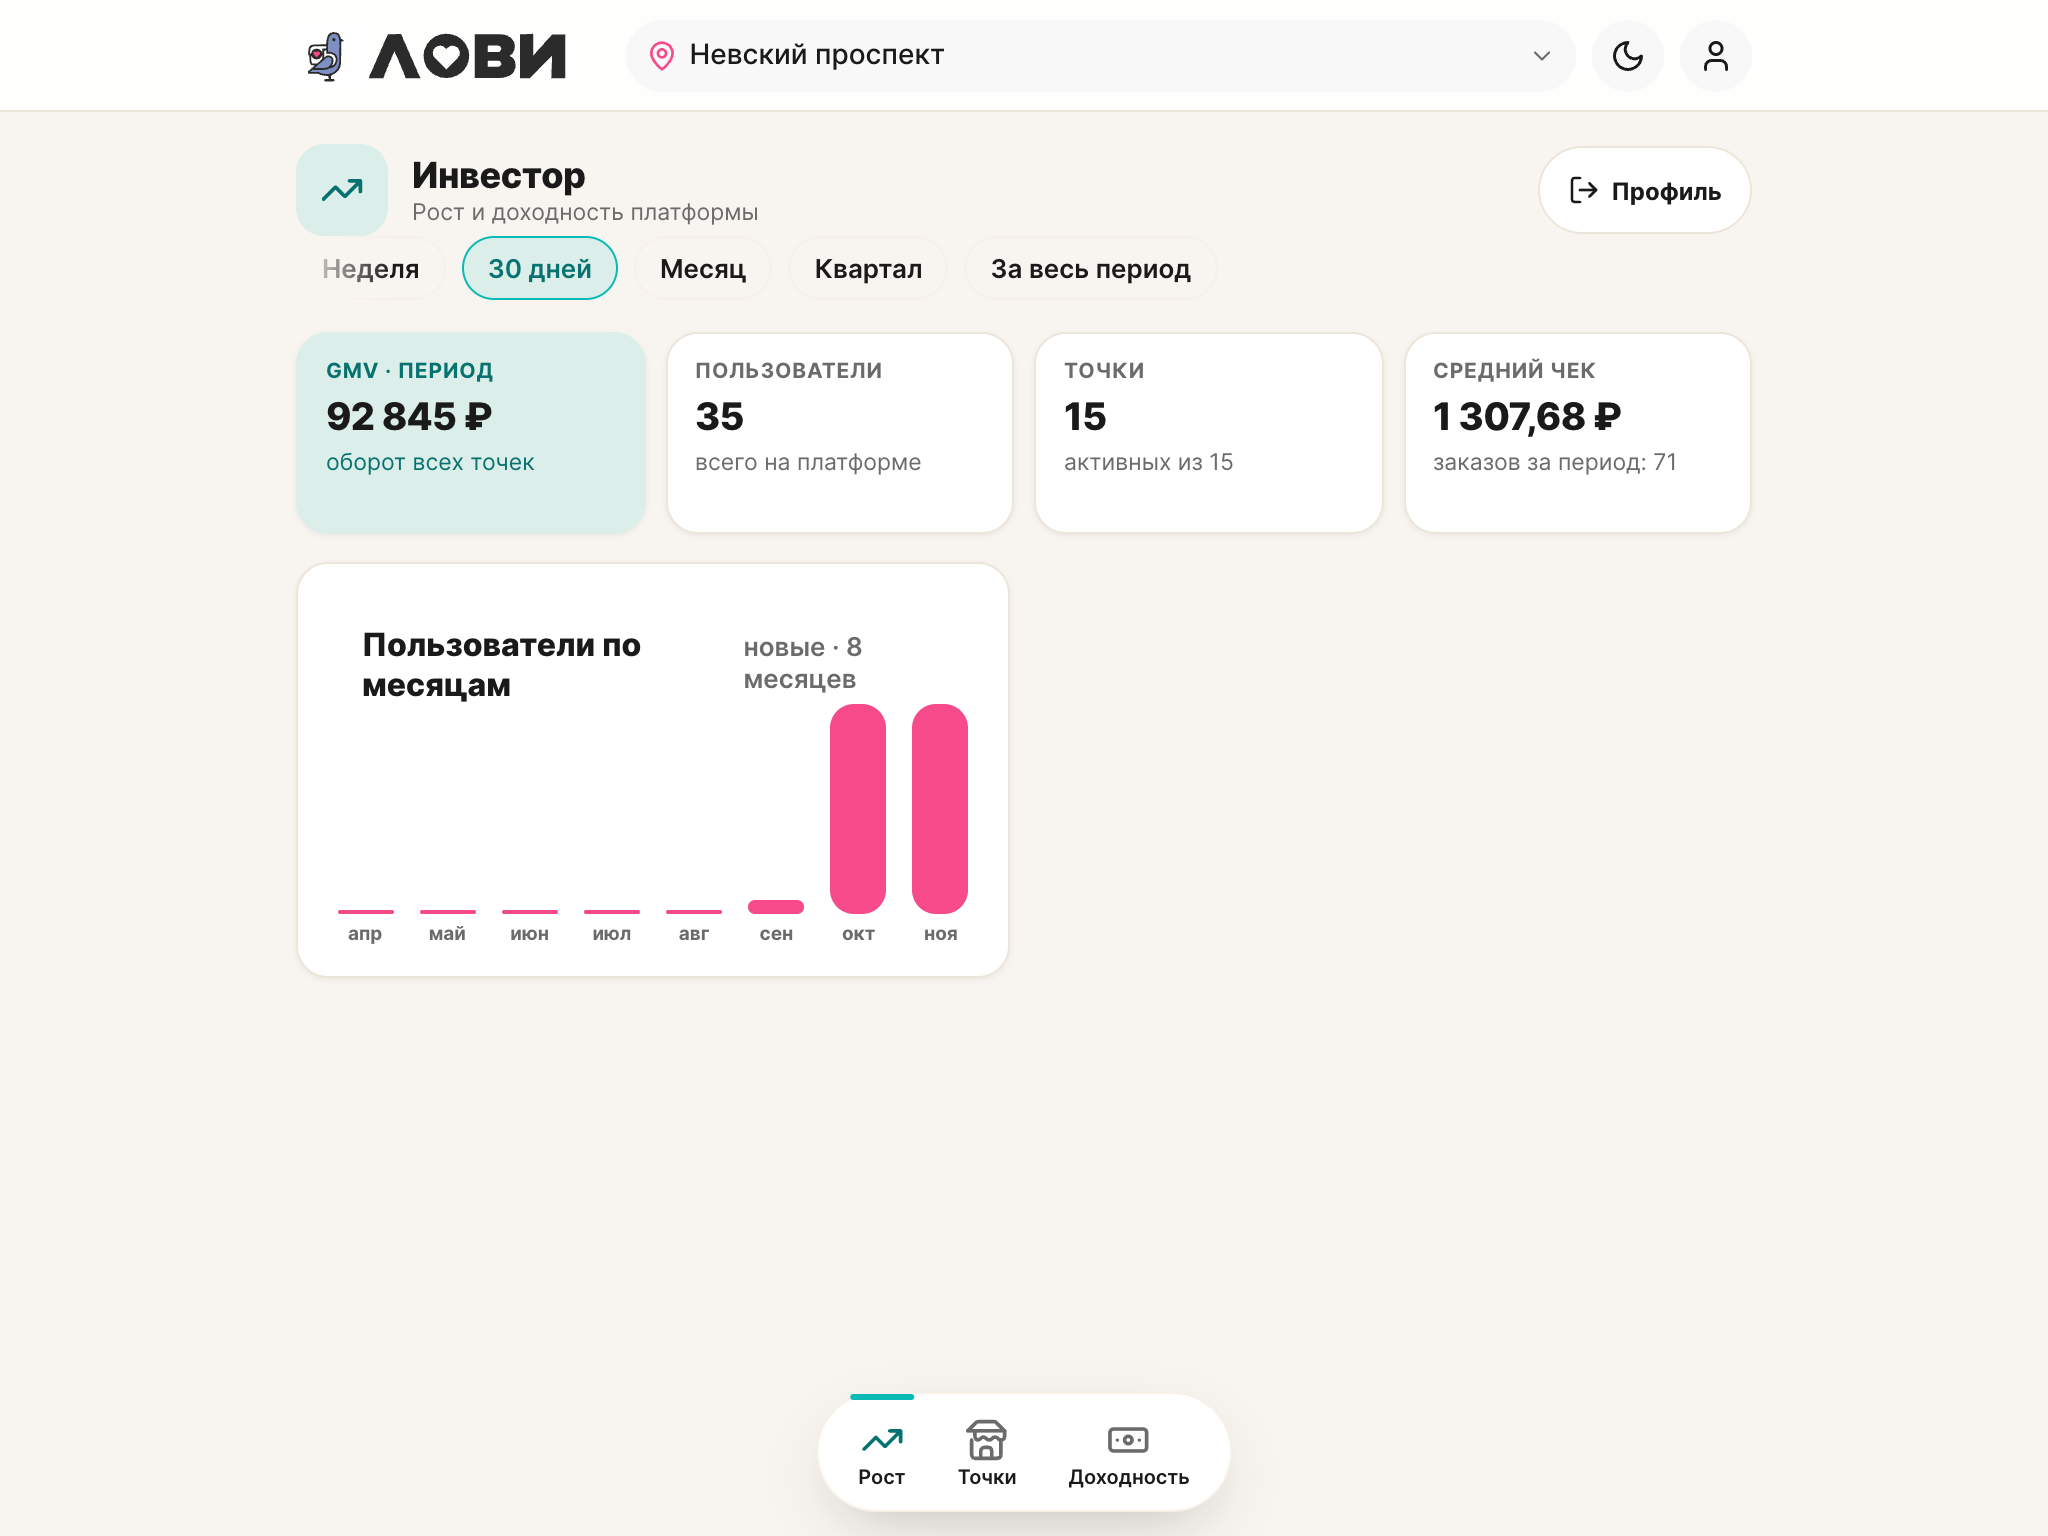 ЛОВИ
Невский проспект
Инвестор
Рост и доходность платформы
Профиль
Неделя
30 дней
Месяц
Квартал
За весь период
GMV · ПЕРИОД
92 845 ₽
оборот всех точек
ПОЛЬЗОВАТЕЛИ
35
всего на платформе
ТОЧКИ
15
активных из 15
СРЕДНИЙ ЧЕК
1 307,68 ₽
заказов за период: 71
Пользователи по
месяцам
новые · 8
месяцев
апр
май
июн
июл
авг
сен
окт
ноя
Рост
Точки
Доходность